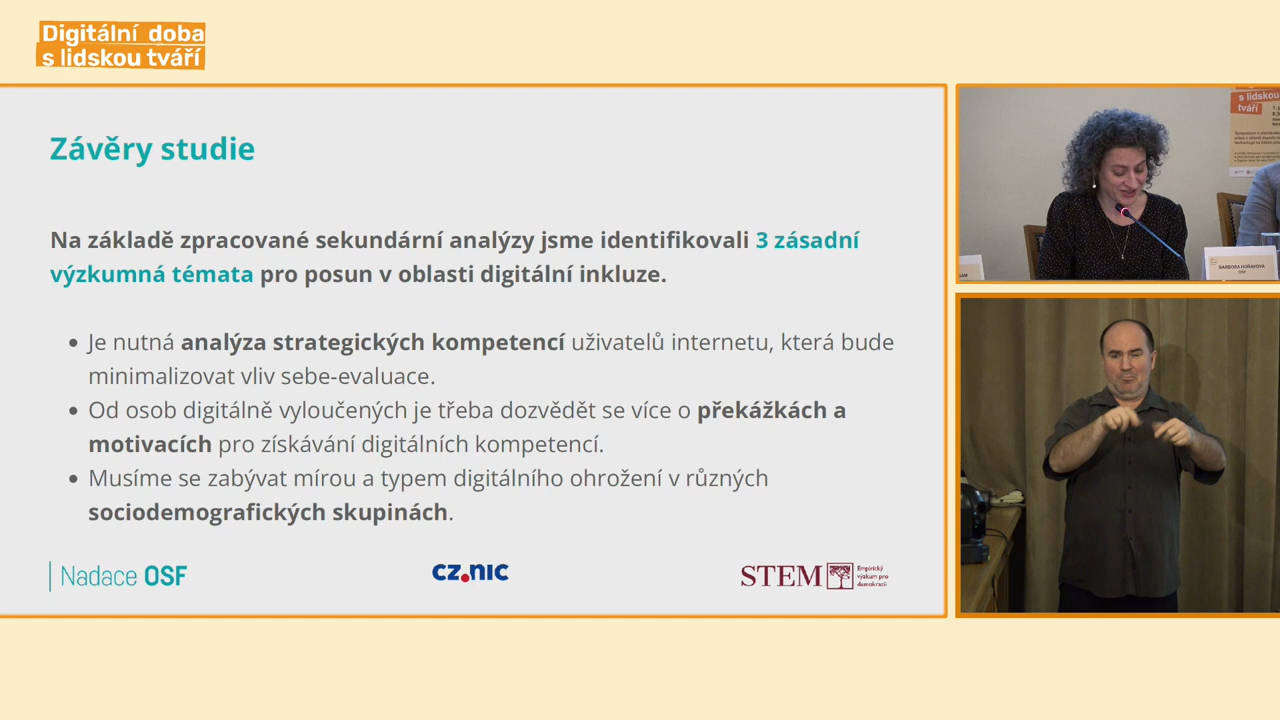 Digitální doba
s lidskou tváří
Závěry studie
Na základě zpracované sekundární analýzy jsme identifikovali 3 zásadní
výzkumná témata pro posun v oblasti digitální inkluze.
• Je nutná analýza strategických kompetencí uživatelů internetu, která bude
minimalizovat vliv sebe-evaluace.
• Od osob digitálně vyloučených je třeba dozvědět se více o překážkách a
motivacích pro získávání digitálních kompetencí.
• Musíme se zabývat mírou a typem digitálního ohrožení v různých
sociodemografických skupinách.
Nadace OSF
CZ.NIC
STEM
Empirický
výzkum pro
demokracii
s lidskou
tváří